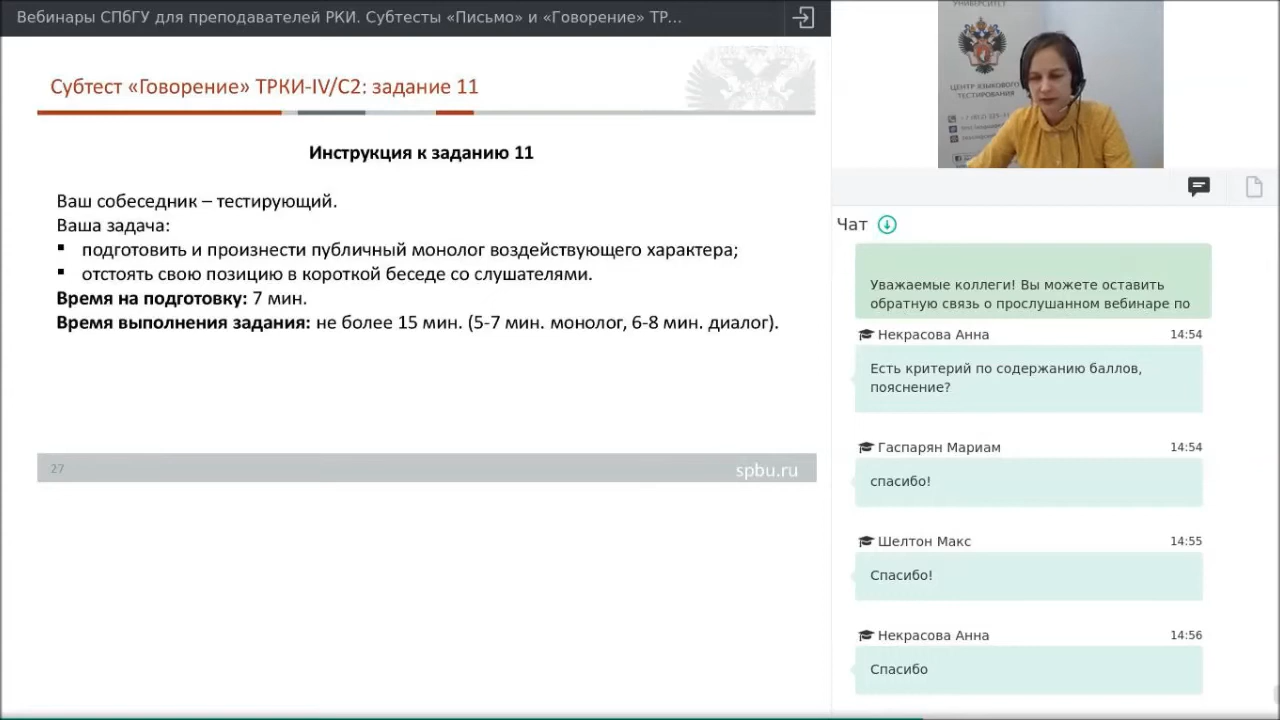 Вебинары СПбГУ для преподавателей РКИ. Субтесты «Письмо» и «Говорение» ТР...
Субтест «Говорение» ТРКИ-IV/С2: задание 11
Инструкция к заданию 11
Ваш собеседник – тестирующий.
Ваша задача:
▪ подготовить и произнести публичный монолог воздействующего характера;
▪ отстоять свою позицию в короткой беседе со слушателями.
Время на подготовку: 7 мин.
Время выполнения задания: не более 15 мин. (5-7 мин. монолог, 6-8 мин. диалог).
27
spbu.ru
УНИВЕРСИТЕТ
ЦЕНТР ЯЗЫКОВОГО
ТЕСТИРОВАНИЯ
Чат
Уважаемые коллеги! Вы можете оставить
обратную связь о прослушанном вебинаре по
Некрасова Анна 14:54
Есть критерий по содержанию баллов,
пояснение?
Гаспарян Мариам 14:54
спасибо!
Шелтон Макс 14:55
Спасибо!
Некрасова Анна 14:56
Спасибо